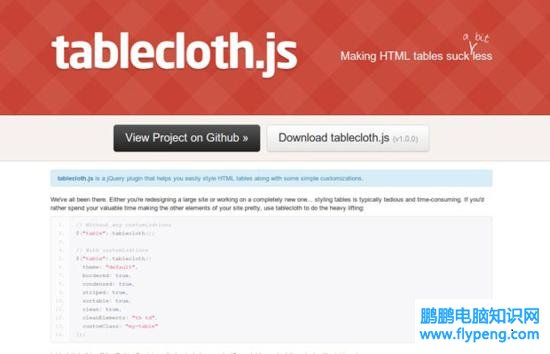 tablecloth.js
Making HTML tables suck a bit less
View Project on Github »
Download tablecloth.js (v1.0.0)
tablecloth.js is a jQuery plugin that helps you easily style HTML tables along with some simple customizations.
We've all been there. Either you're redesigning a large site or working on a completely new one... styling tables is typically tedious and time-consuming. If you'd
rather spend your valuable time making the other elements of your site pretty, use tablecloth to do the heavy lifting:
1. // Without any customizations
2. $("table").tablecloth();
3.
4. // With customizations
5. $("table").tablecloth({
6. theme: "default",
7. bordered: true,
8. condensed: true,
9. striped: true,
10. sortable: true,
11. clean: true,
12. cleanElements: "th td",
13. customClass: "my-table"
14. });
鹏鹏电脑知识网
www.flypeng.com